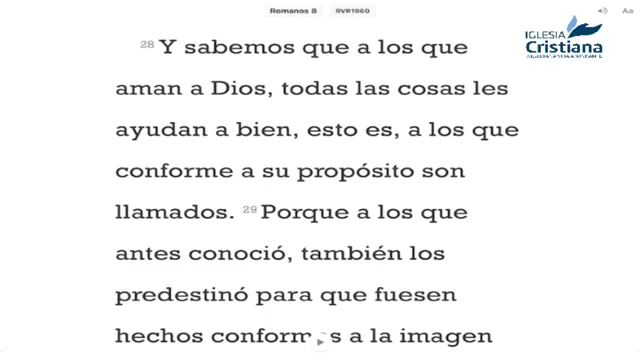 Romanos 8 RVR1960
Aa
IGLESIA
Cristiana
28 Y sabemos que a los que
aman a Dios, todas las cosas les
ayudan a bien, esto es, a los que
conforme a su propósito son
llamados. 29 Porque a los que
antes conoció, también los
predestinó para que fuesen
hechos conformes a la imagen